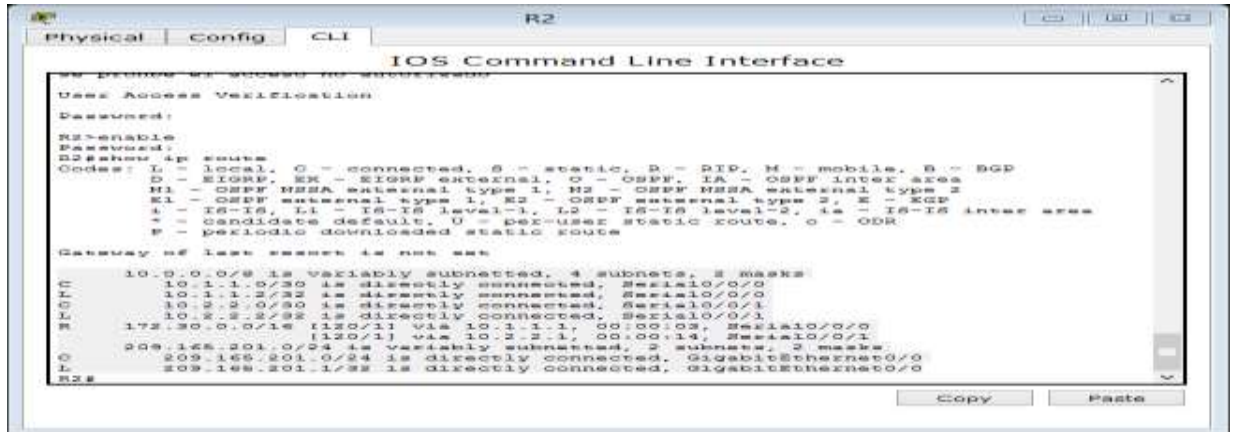 R2
Physical Config CLI
IOS Command Line Interface
se prohbe el acceso no autorizado
User Access Verification
Password:
R2>enable
Password:
R2#show ip route
Codes: L - local, C - connected, S - static, R - RIP, M - mobile, B - BGP
D - EIGRP, EX - EIGRP external, O - OSPF, IA - OSPF inter area
N1 - OSPF NSSA external type 1, N2 - OSPF NSSA external type 2
E1 - OSPF external type 1, E2 - OSPF external type 2, E - EGP
i - IS-IS, L1 - IS-IS level-1, L2 - IS-IS level-2, ia - IS-IS inter area
* - candidate default, U - per-user static route, o - ODR
P - periodic downloaded static route
Gateway of last resort is not set
10.0.0.0/8 is variably subnetted, 4 subnets, 2 masks
C 10.1.1.0/30 is directly connected, Serial0/0/0
L 10.1.1.2/32 is directly connected, Serial0/0/0
C 10.2.2.0/30 is directly connected, Serial0/0/1
L 10.2.2.2/32 is directly connected, Serial0/0/1
R 172.30.0.0/16 [120/1] via 10.1.1.1, 00:00:03, Serial0/0/0
[120/1] via 10.2.2.1, 00:00:14, Serial0/0/1
209.165.201.0/24 is variably subnetted, 2 subnets, 2 masks
C 209.165.201.0/24 is directly connected, GigabitEthernet0/0
L 209.165.201.1/32 is directly connected, GigabitEthernet0/0
R2#
Copy Paste